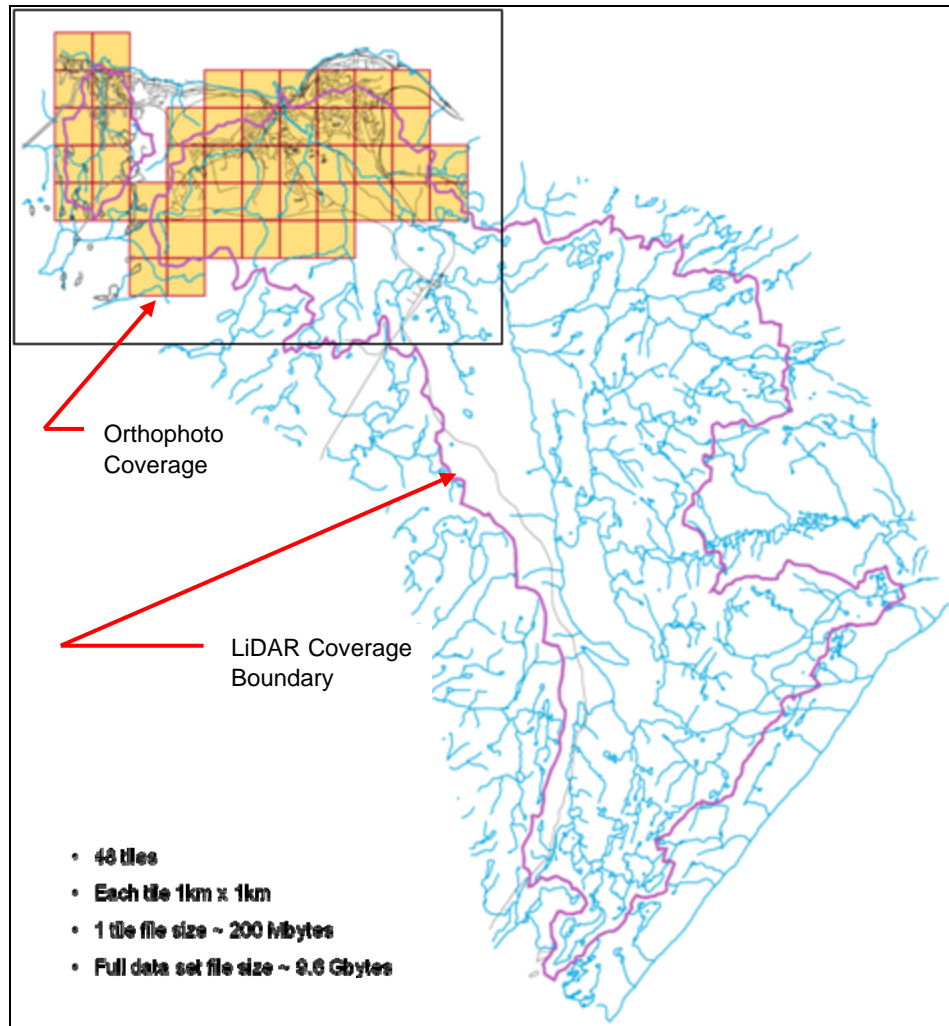 Orthophoto
Coverage
LiDAR Coverage
Boundary
• 48 tiles
• Each tile 1km x 1km
• 1 tile file size ~ 200 Mbytes
• Full data set file size ~ 9.6 Gbytes